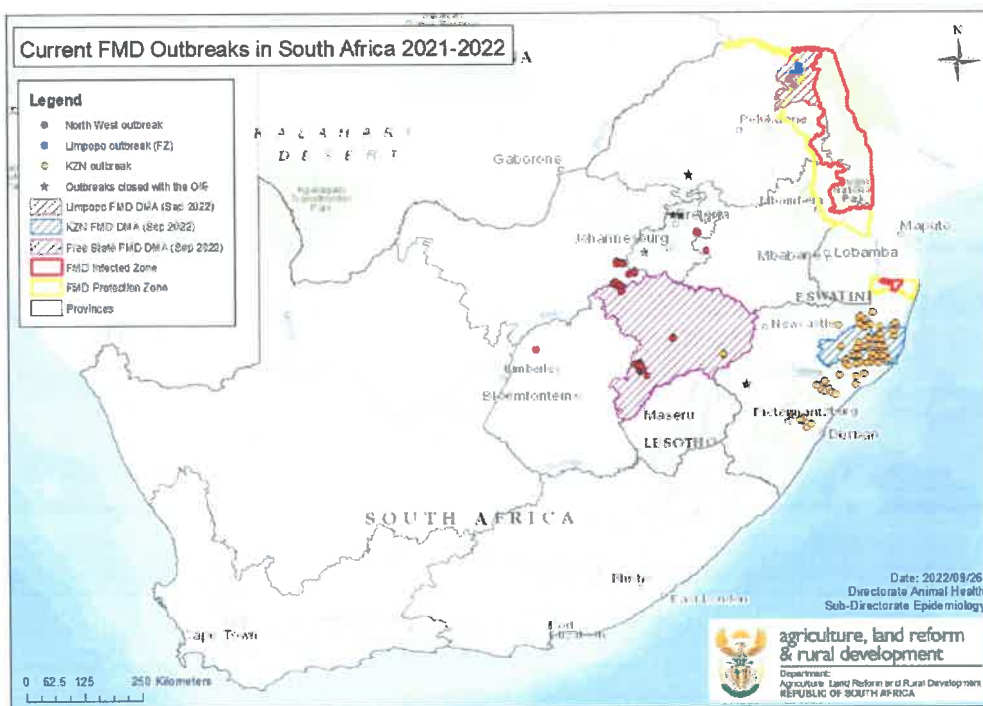 Current FMD Outbreaks in South Africa 2021-2022
N
Legend
North West outbreak
Limpopo outbreak (FZ)
KZN outbreak
Outbreaks closed with the OIE
Limpopo FMD DMA (Sep 2022)
KZN FMD DMA (Sep 2022)
Free State FMD DMA (Sep 2022)
FMD Infected Zone
FMD Protection Zone
Provinces
KALAHARI
DESERT
Gaborone
Polokwane
Johannesburg
Mbabane
Lobamba
Maputo
ESWATINI
Newcastle
Kimberley
Bloemfontein
Maseru
LESOTHO
Durban
SOUTH AFRICA
East London
Cape Town
Date: 2022/09/26
Directorate Animal Health
Sub-Directorate Epidemiology
0 62.5 125 250 Kilometers
agriculture, land reform
& rural development
Department:
Agriculture, Land Reform and Rural Development
REPUBLIC OF SOUTH AFRICA